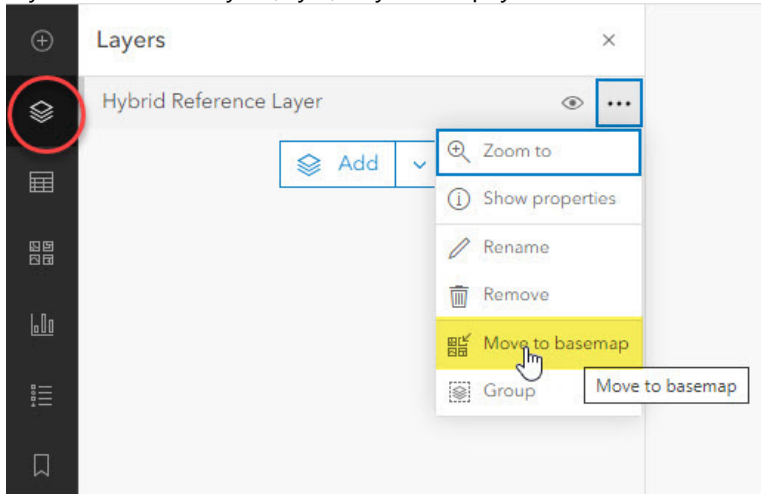 Layers
Hybrid Reference Layer
Add
Zoom to
Show properties
Rename
Remove
Move to basemap
Group
Move to basemap